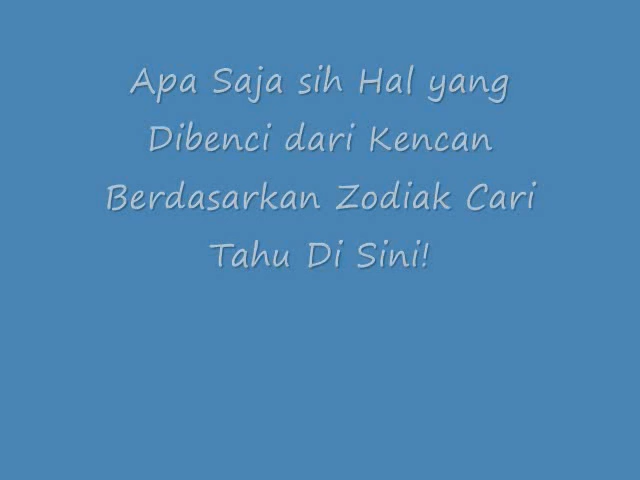 Apa Saja sih Hal yang
Dibenci dari Kencan
Berdasarkan Zodiak Cari
Tahu Di Sini!